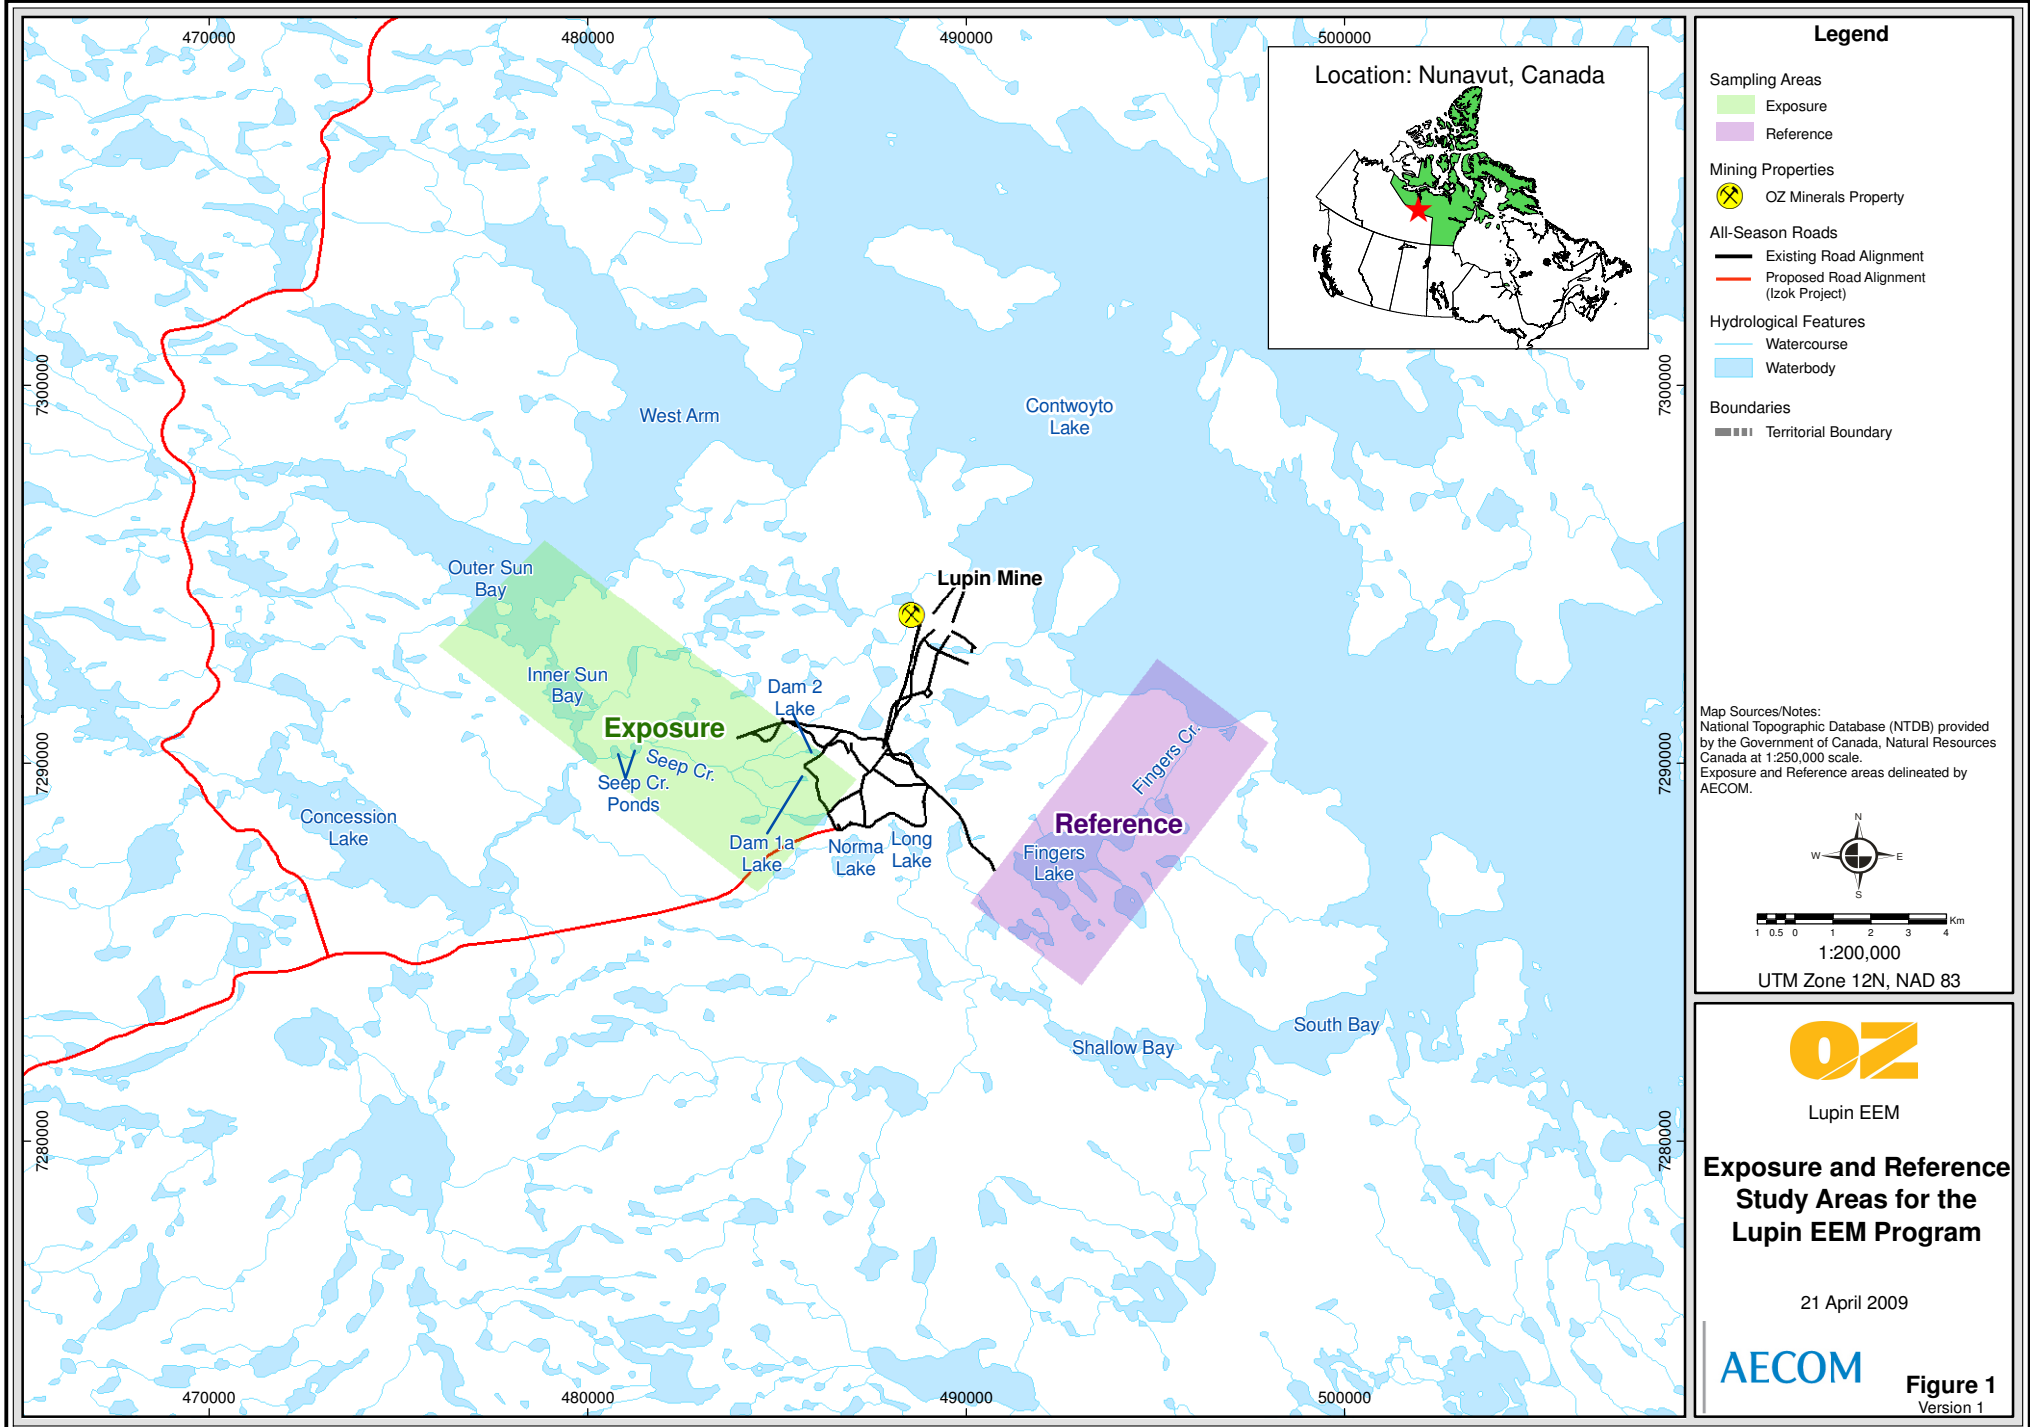 470000
480000
490000
500000
Location: Nunavut, Canada
7300000
7300000
West Arm
Contwoyto
Lake
Outer Sun
Bay
Lupin Mine
Inner Sun
Bay
Dam 2
Lake
Exposure
Seep Cr.
Seep Cr.
Ponds
Fingers Cr.
7290000
7290000
Concession
Lake
Dam 1a
Lake
Norma
Lake
Long
Lake
Reference
Fingers
Lake
South Bay
Shallow Bay
7280000
7280000
470000
480000
490000
500000
Legend
Sampling Areas
Exposure
Reference
Mining Properties
OZ Minerals Property
All-Season Roads
Existing Road Alignment
Proposed Road Alignment
(Izok Project)
Hydrological Features
Watercourse
Waterbody
Boundaries
Territorial Boundary
Map Sources/Notes:
National Topographic Database (NTDB) provided
by the Government of Canada, Natural Resources
Canada at 1:250,000 scale.
Exposure and Reference areas delineated by
AECOM.
N
W E
S
Km
1 0.5 0 1 2 3 4
1:200,000
UTM Zone 12N, NAD 83
OZ
Lupin EEM
Exposure and Reference
Study Areas for the
Lupin EEM Program
21 April 2009
AECOM
Figure 1
Version 1